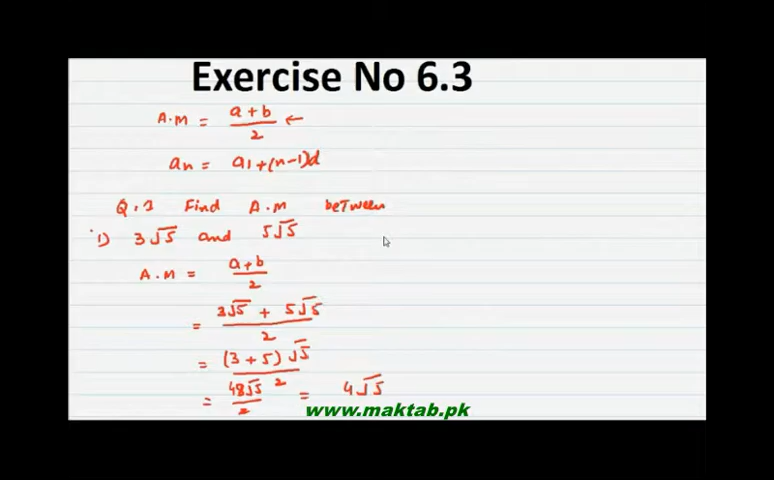 Exercise No 6.3
A.M = a+b / 2 ←
an = a1+(n-1)d
Q.1 Find A.M between
i) 3√5 and 5√5
A.M = a+b / 2
= 3√5 + 5√5 / 2
= (3+5)√5 / 2
= 48√5 / 2 = 4√5
www.maktab.pk